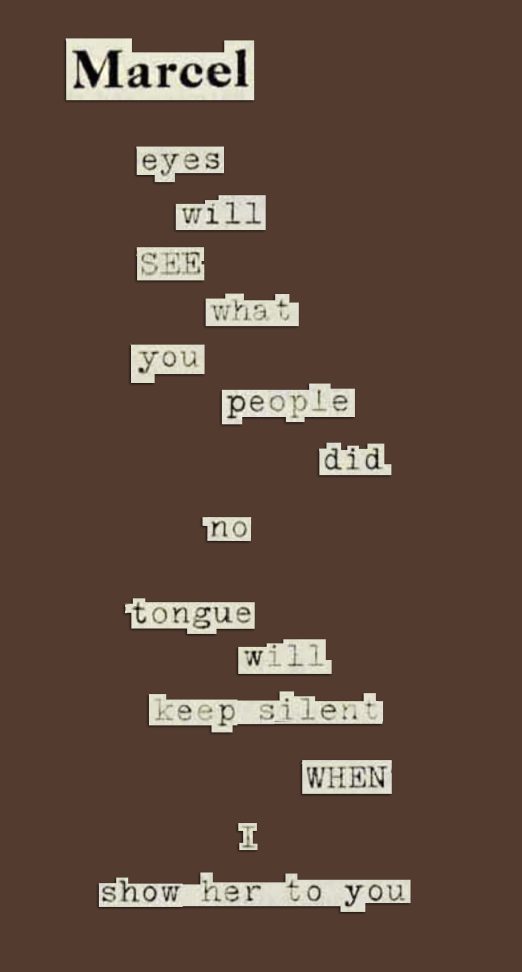 Marcel
eyes
will
SEE
what
you
people
did
no
tongue
will
keep silent
WHEN
I
show her to you